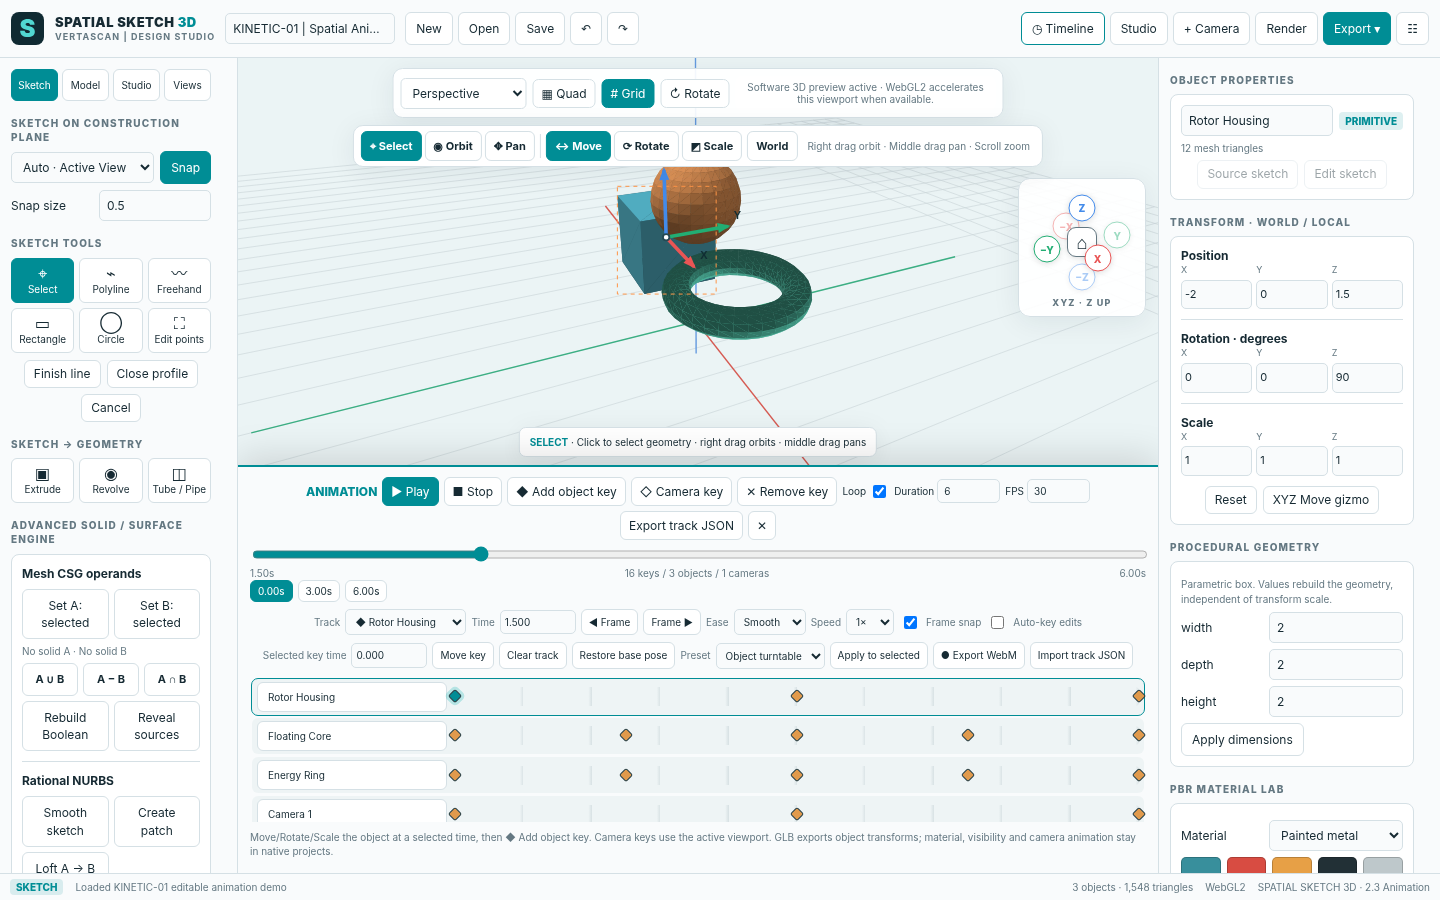 S
SPATIAL SKETCH 3D
VERTASCAN | DESIGN STUDIO
KINETIC-01 | Spatial Ani...
New
Open
Save
Timeline
Studio
+ Camera
Render
Export ▾
Sketch
Model
Studio
Views
SKETCH ON CONSTRUCTION
PLANE
Auto · Active View
Snap
Snap size
0.5
SKETCH TOOLS
Select
Polyline
Freehand
Rectangle
Circle
Edit points
Finish line
Close profile
Cancel
SKETCH → GEOMETRY
Extrude
Revolve
Tube / Pipe
ADVANCED SOLID / SURFACE
ENGINE
Mesh CSG operands
Set A:
selected
Set B:
selected
No solid A · No solid B
A ∪ B
A − B
A ∩ B
Rebuild
Boolean
Reveal
sources
Rational NURBS
Smooth
sketch
Create
patch
Loft A → B
Perspective
Quad
# Grid
Rotate
Software 3D preview active · WebGL2 accelerates
this viewport when available.
Select
Orbit
Pan
Move
Rotate
Scale
World
Right drag orbit · Middle drag pan · Scroll zoom
Y
X
Z
−X
Y
−Y
X
−Z
XYZ · Z UP
SELECT · Click to select geometry · right drag orbits · middle drag pans
ANIMATION
Play
Stop
Add object key
Camera key
Remove key
Loop
Duration
6
FPS
30
Export track JSON
1.50s
16 keys / 3 objects / 1 cameras
6.00s
0.00s
3.00s
6.00s
Track
◆ Rotor Housing
Time
1.500
◀ Frame
Frame ▶
Ease
Smooth
Speed
1×
Frame snap
Auto-key edits
Selected key time
0.000
Move key
Clear track
Restore base pose
Preset
Object turntable
Apply to selected
● Export WebM
Import track JSON
Rotor Housing
Floating Core
Energy Ring
Camera 1
Move/Rotate/Scale the object at a selected time, then ◆ Add object key. Camera keys use the active viewport. GLB exports object transforms; material, visibility and camera animation stay
in native projects.
OBJECT PROPERTIES
Rotor Housing
PRIMITIVE
12 mesh triangles
Source sketch
Edit sketch
TRANSFORM · WORLD / LOCAL
Position
X
Y
Z
-2
0
1.5
Rotation · degrees
X
Y
Z
0
0
90
Scale
X
Y
Z
1
1
1
Reset
XYZ Move gizmo
PROCEDURAL GEOMETRY
Parametric box. Values rebuild the geometry,
independent of transform scale.
width
2
depth
2
height
2
Apply dimensions
PBR MATERIAL LAB
Material
Painted metal
SKETCH
Loaded KINETIC-01 editable animation demo
3 objects · 1,548 triangles
WebGL2
SPATIAL SKETCH 3D · 2.3 Animation